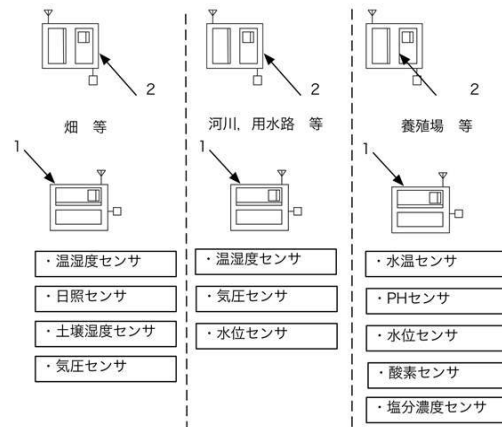 2
畑 等
1
・温湿度センサ
・日照センサ
・土壌湿度センサ
・気圧センサ
2
河川, 用水路 等
1
・温湿度センサ
・気圧センサ
・水位センサ
2
養殖場 等
1
・水温センサ
・PHセンサ
・水位センサ
・酸素センサ
・塩分濃度センサ